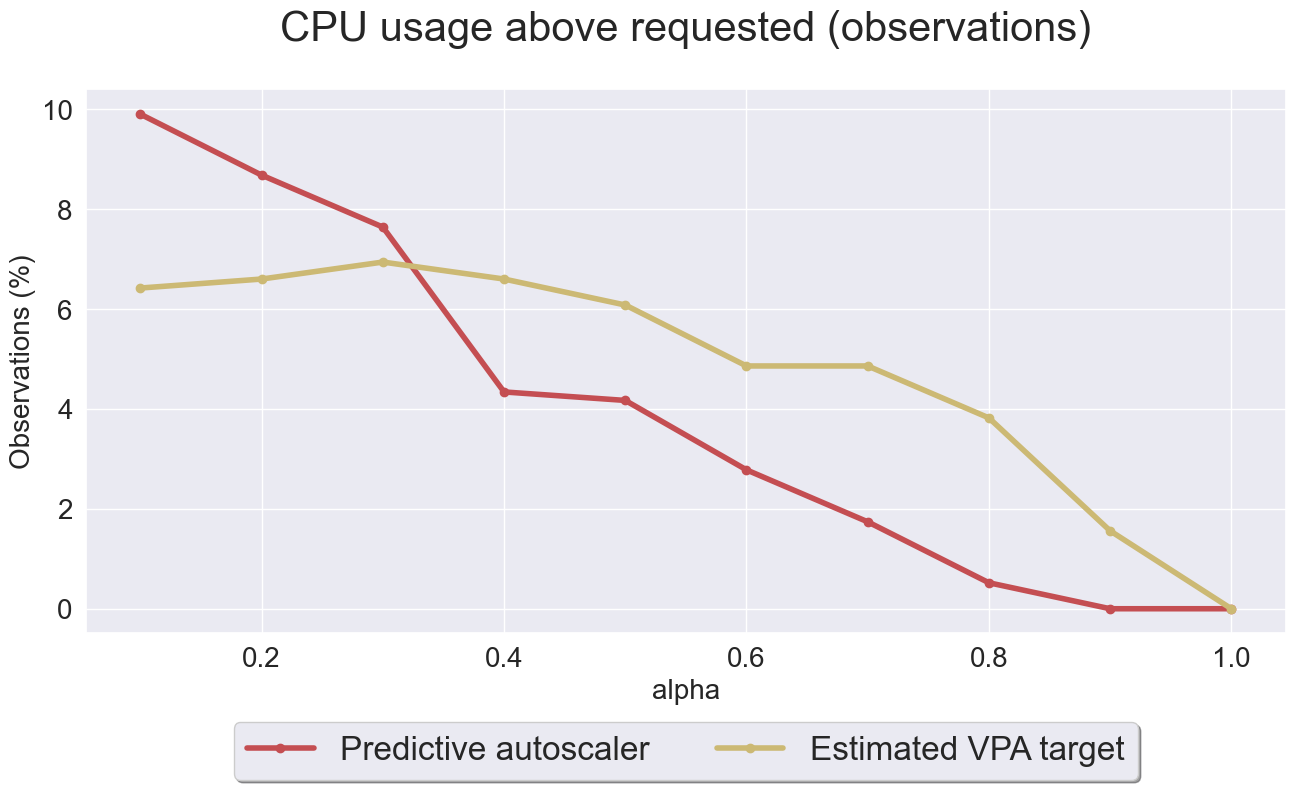 CPU usage above requested (observations)
10
8
6
4
2
0
Observations (%)
0.2 0.4 0.6 0.8 1.0
alpha
Predictive autoscaler Estimated VPA target